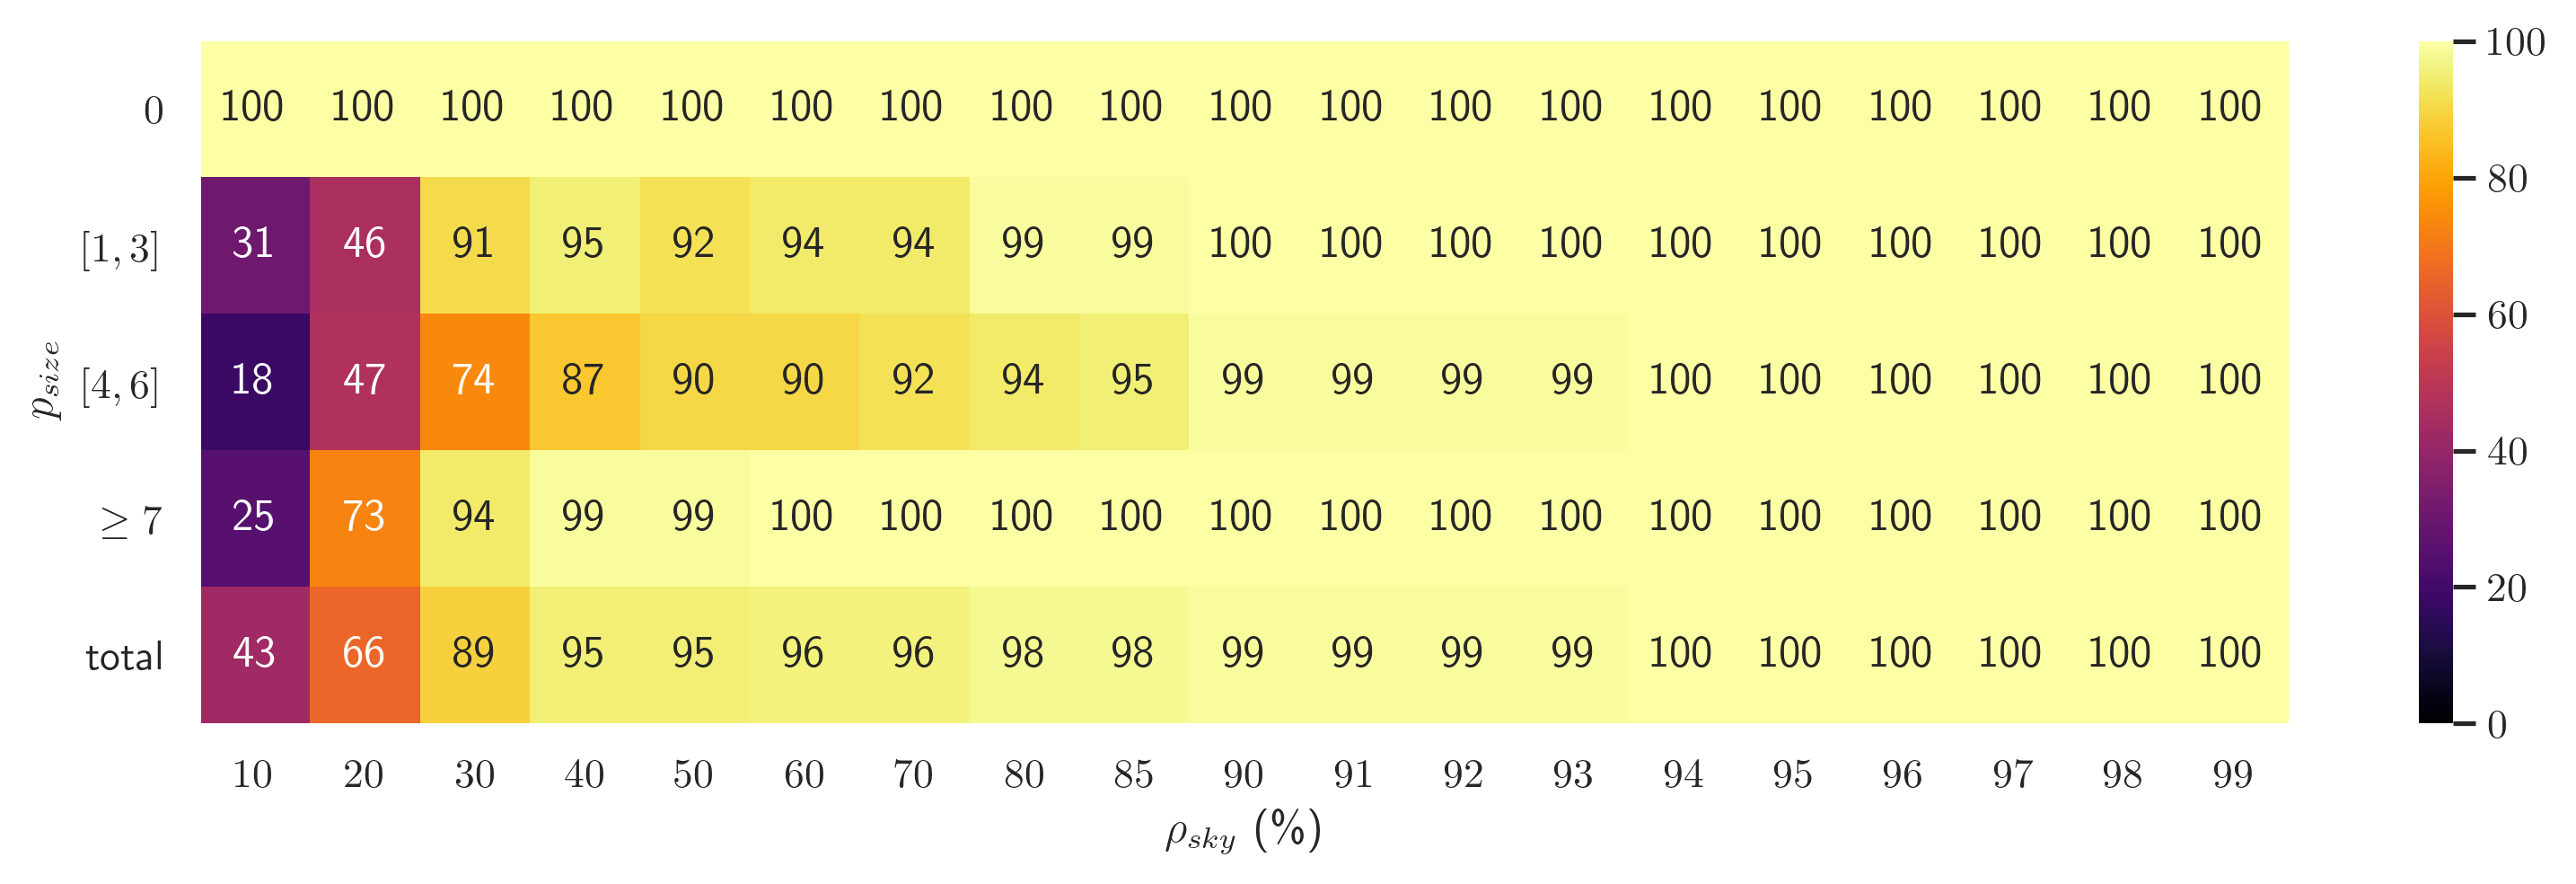 0 100 100 100 100 100 100 100 100 100 100 100 100 100 100 100 100 100 100 100
[1, 3] 31 46 91 95 92 94 94 99 99 100 100 100 100 100 100 100 100 100 100
[4, 6] 18 47 74 87 90 90 92 94 95 99 99 99 99 100 100 100 100 100 100
≥ 7 25 73 94 99 99 100 100 100 100 100 100 100 100 100 100 100 100 100 100
total 43 66 89 95 95 96 96 98 98 99 99 99 99 100 100 100 100 100 100
10 20 30 40 50 60 70 80 85 90 91 92 93 94 95 96 97 98 99
ρsky (%)
psize
100
80
60
40
20
0